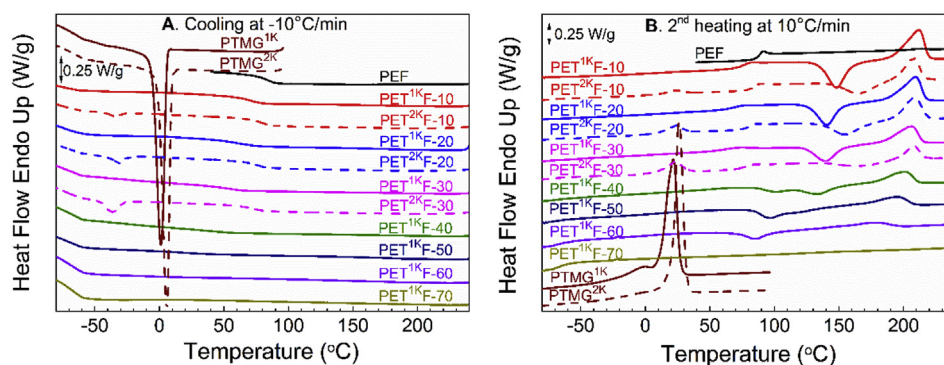 A. Cooling at -10°C/min
PTMG1K
PTMG2K
0.25 W/g
PEF
PET1KF-10
PET2KF-10
PET1KF-20
PET2KF-20
PET1KF-30
PET2KF-30
PET1KF-40
PET1KF-50
PET1KF-60
PET1KF-70
Heat Flow Endo Up (W/g)
-50 0 50 100 150 200
Temperature (oC)
B. 2nd heating at 10°C/min
0.25 W/g
PEF
PET1KF-10
PET2KF-10
PET1KF-20
PET2KF-20
PET1KF-30
PET2KF-30
PET1KF-40
PET1KF-50
PET1KF-60
PET1KF-70
PTMG1K
PTMG2K
Heat Flow Endo Up (W/g)
-50 0 50 100 150 200
Temperature (oC)